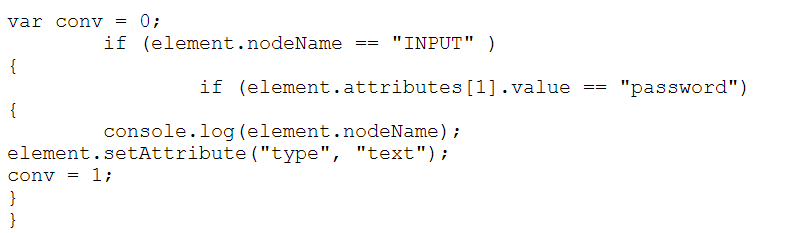 var conv = 0;
if (element.nodeName == "INPUT" )
{
if (element.attributes[1].value == "password")
{
console.log(element.nodeName);
element.setAttribute("type", "text");
conv = 1;
}
}